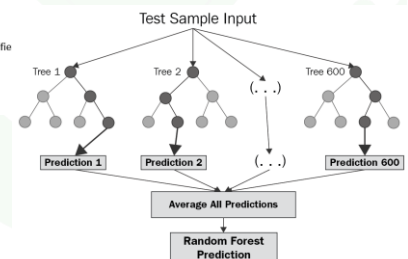 Test Sample Input
fie
Tree 1
Tree 2
(. . .)
Tree 600
Prediction 1
Prediction 2
(. . .)
Prediction 600
Average All Predictions
Random Forest
Prediction